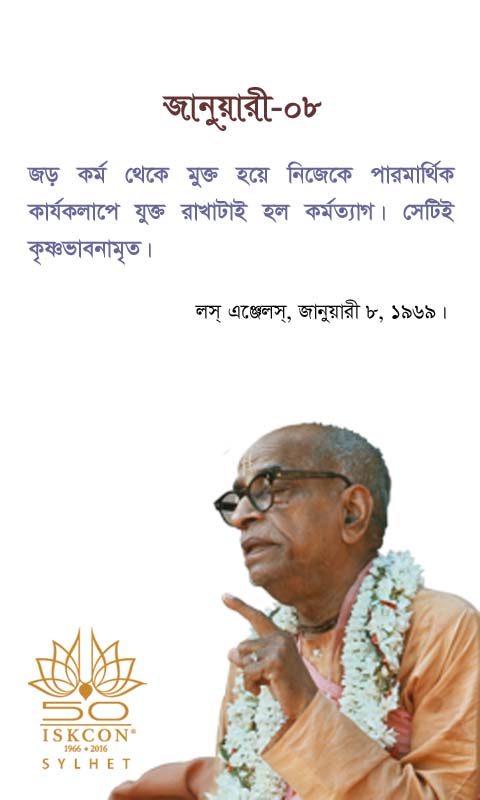 জানুয়ারী-০৮
জড় কর্ম থেকে মুক্ত হয়ে নিজেকে পারমার্থিক
কার্যকলাপে যুক্ত রাখাটাই হল কর্মত্যাগ। সেটিই
কৃষ্ণভাবনামৃত।
লস্ এঞ্জেলস্, জানুয়ারী ৮, ১৯৬৯।
50
ISKCON®
1966 • 2016
SYLHET